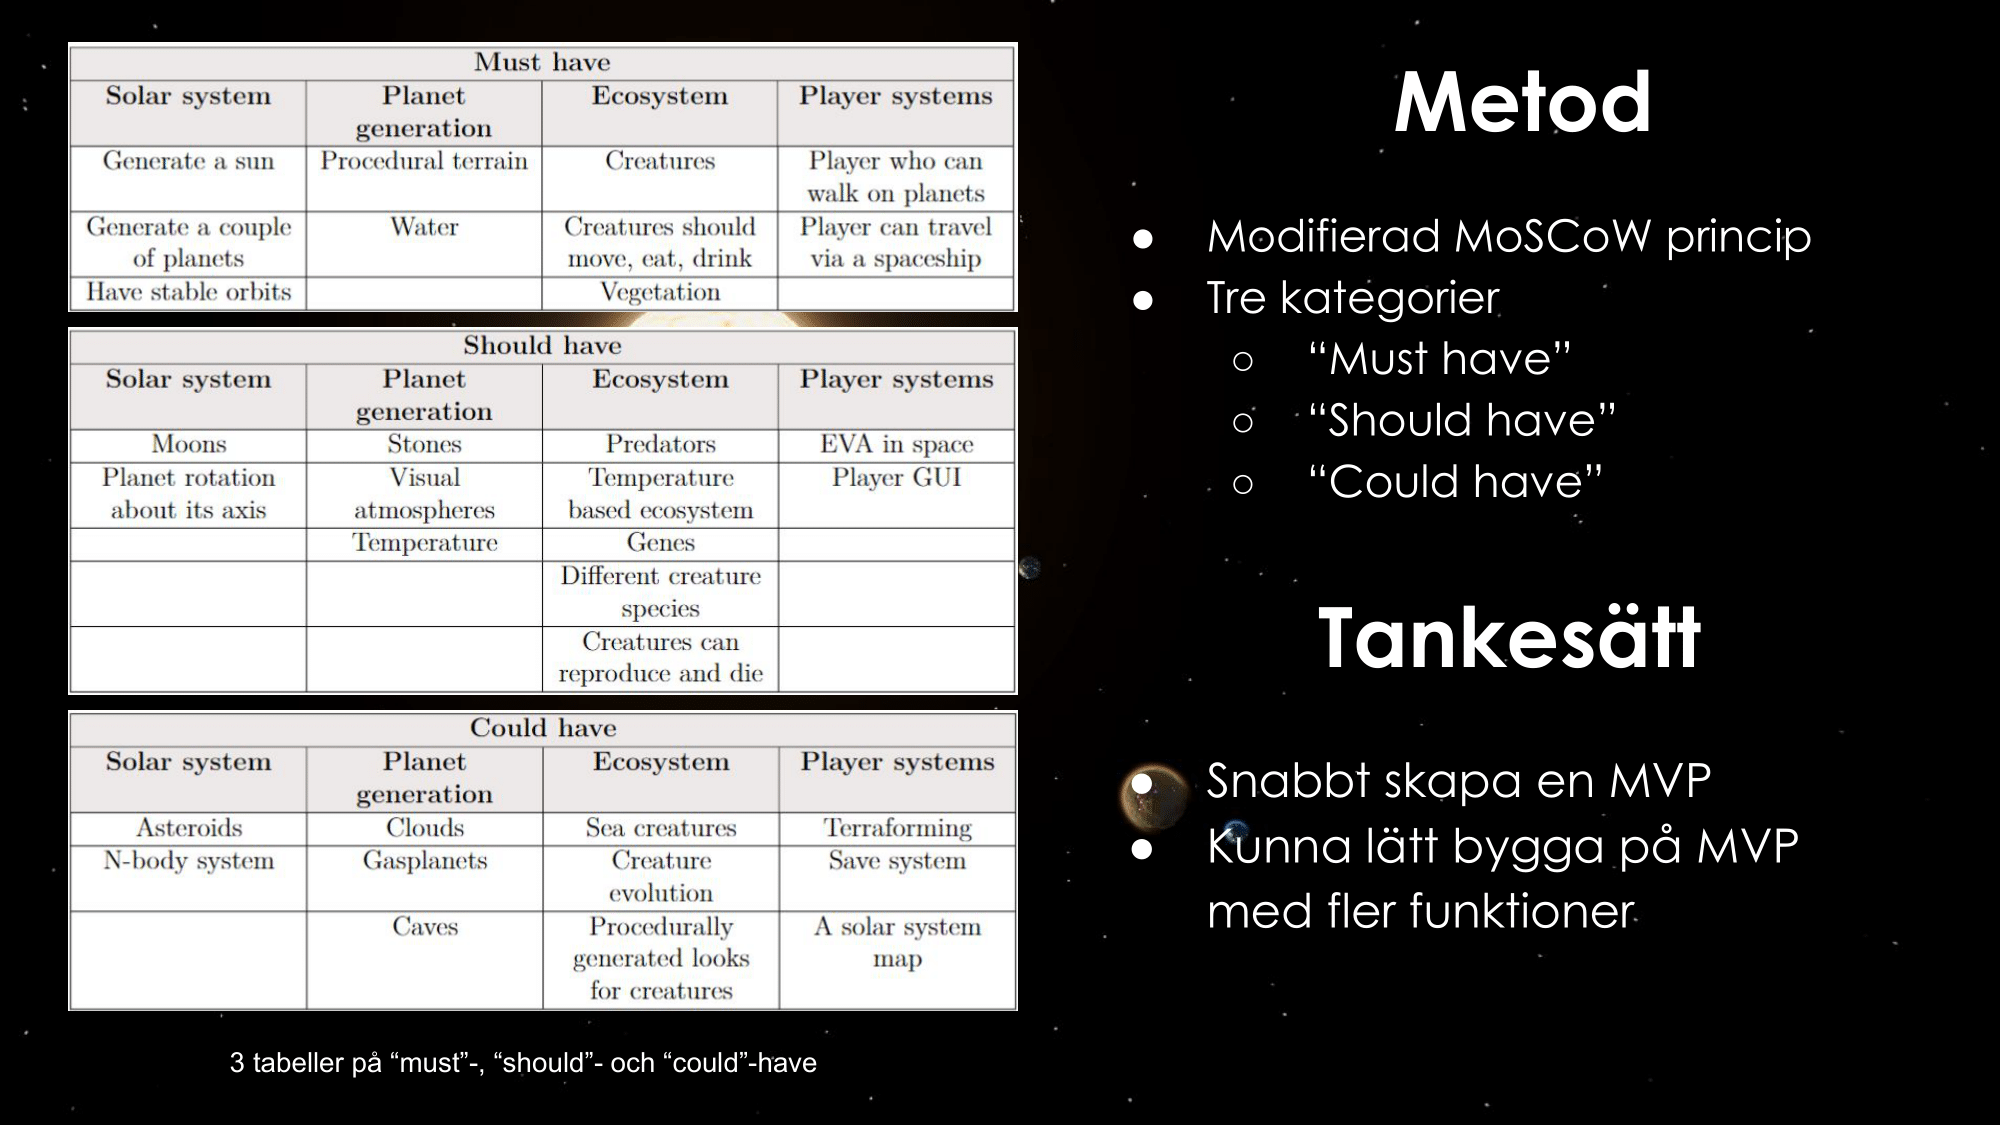 Must have
Solar system | Planet generation | Ecosystem | Player systems
Generate a sun | Procedural terrain | Creatures | Player who can walk on planets
Generate a couple of planets | Water | Creatures should move, eat, drink | Player can travel via a spaceship
Have stable orbits | | Vegetation |
Should have
Solar system | Planet generation | Ecosystem | Player systems
Moons | Stones | Predators | EVA in space
Planet rotation about its axis | Visual atmospheres | Temperature based ecosystem | Player GUI
| Temperature | Genes |
| | Different creature species |
| | Creatures can reproduce and die |
Could have
Solar system | Planet generation | Ecosystem | Player systems
Asteroids | Clouds | Sea creatures | Terraforming
N-body system | Gasplanets | Creature evolution | Save system
| Caves | Procedurally generated looks for creatures | A solar system map
3 tabeller på “must”-, “should”- och “could”-have
Metod
● Modifierad MoSCoW princip
● Tre kategorier
○ “Must have”
○ “Should have”
○ “Could have”
Tankesätt
● Snabbt skapa en MVP
● Kunna lätt bygga på MVP
med fler funktioner